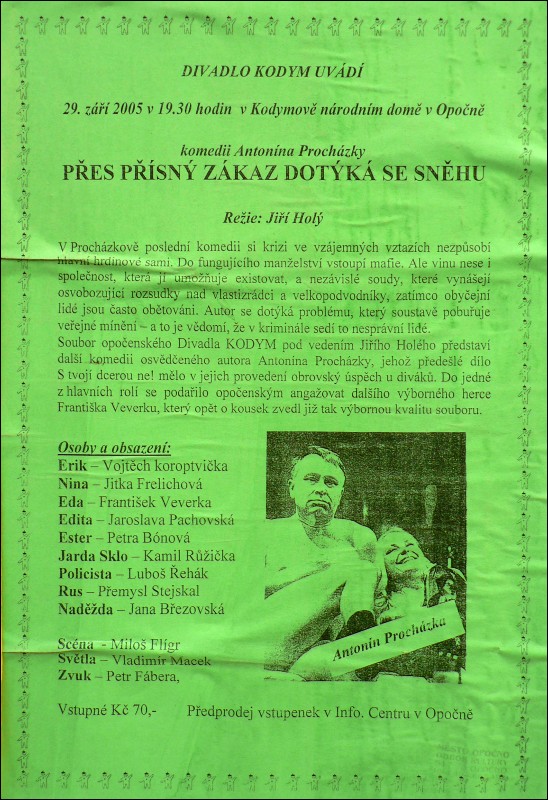 DIVADLO KODYM UVÁDÍ
29. září 2005 v 19.30 hodin v Kodymově národním domě v Opočně
komedii Antonína Procházky
PŘES PŘÍSNÝ ZÁKAZ DOTÝKÁ SE SNĚHU
Režie: Jiří Holý
V Procházkově poslední komedii si krizi ve vzájemných vztazích nezpůsobí
hlavní hrdinové sami. Do fungujícího manželství vstoupí mafie. Ale vinu nese i
společnost, která jí umožňuje existovat, a nezávislé soudy, které vynášejí
osvobozující rozsudky nad vlastizrádci a velkopodvodníky, zatímco obyčejní
lidé jsou často obětováni. Autor se dotýká problému, který soustavě pobuřuje
veřejné mínění – a to je vědomí, že v kriminále sedí to nesprávní lidé.
Soubor opočenského Divadla KODYM pod vedením Jiřího Holého představí
další komedii osvědčeného autora Antonína Procházky, jehož předešlé dílo
S tvojí dcerou ne! mělo v jejich provedení obrovský úspěch u diváků. Do jedné
z hlavních rolí se podařilo opočenským angažovat dalšího výborného herce
Františka Veverku, který opět o kousek zvedl již tak výbornou kvalitu souboru.
Osoby a obsazení:
Erik – Vojtěch koroptvička
Nina – Jitka Frelichová
Eda – František Veverka
Edita – Jaroslava Pachovská
Ester – Petra Bónová
Jarda Sklo – Kamil Růžička
Policista – Luboš Řehák
Rus – Přemysl Stejskal
Naděžda – Jana Březovská
Antonín Procházka
Scéna - Miloš Flígr
Světla – Vladimír Macek
Zvuk – Petr Fábera,
Vstupné Kč 70,- Předprodej vstupenek v Info. Centru v Opočně